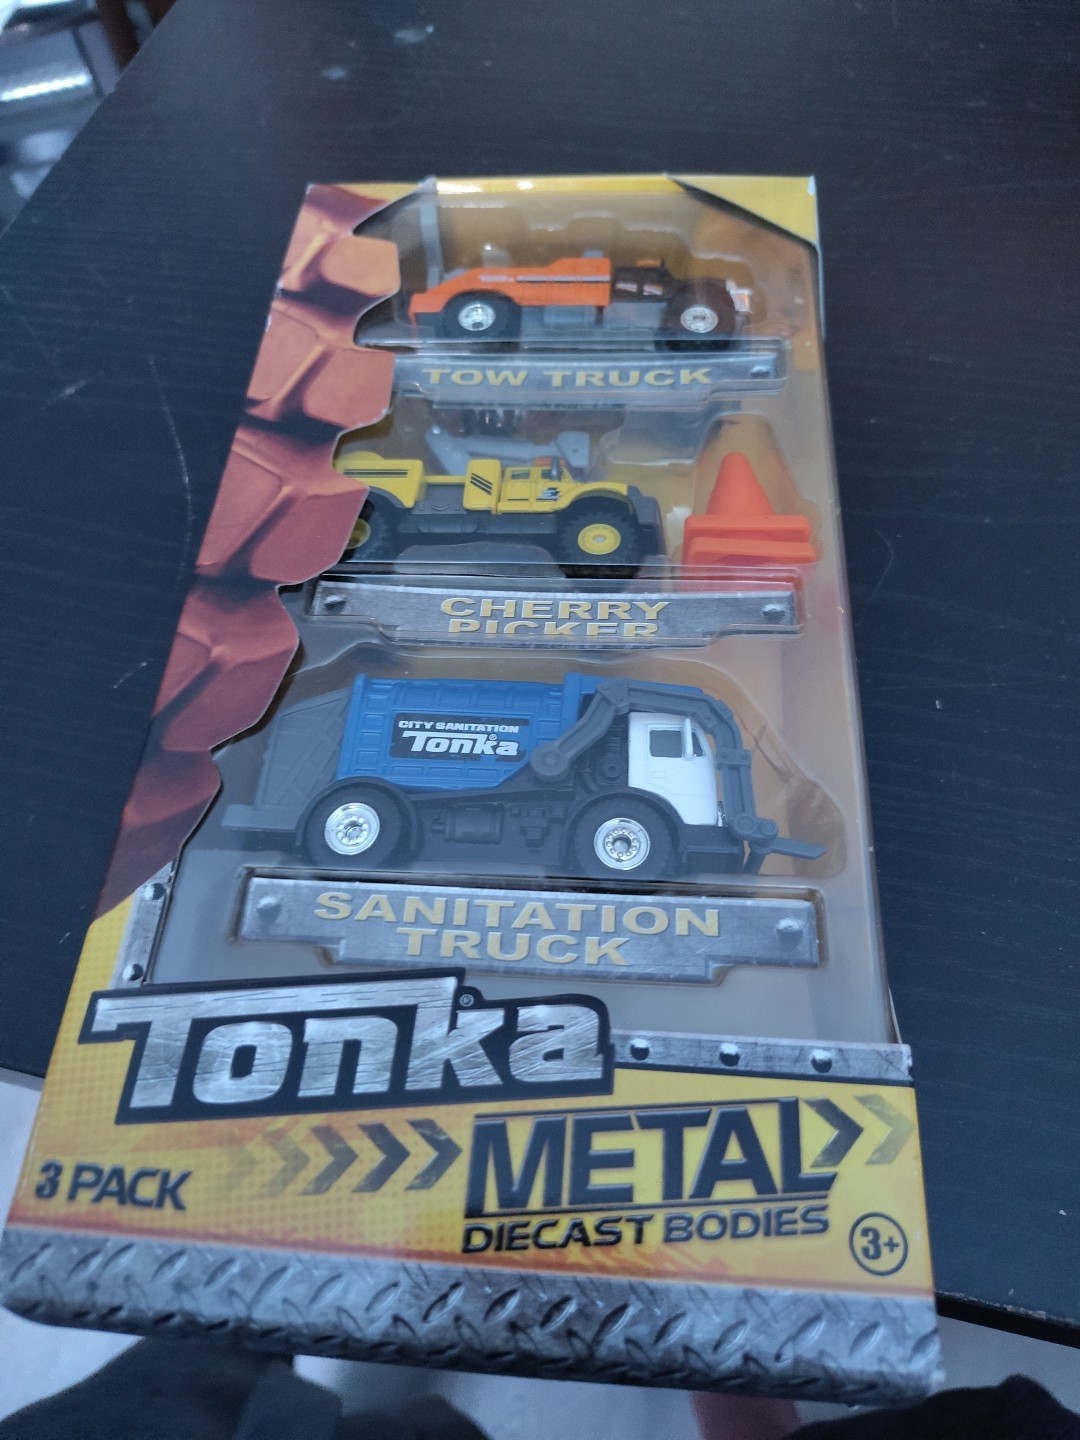 TOW TRUCK
CHERRY
PICKER
CITY SANITATION
Tonka®
SANITATION
TRUCK
Tonka®
METAL
3 PACK
DIECAST BODIES
3+